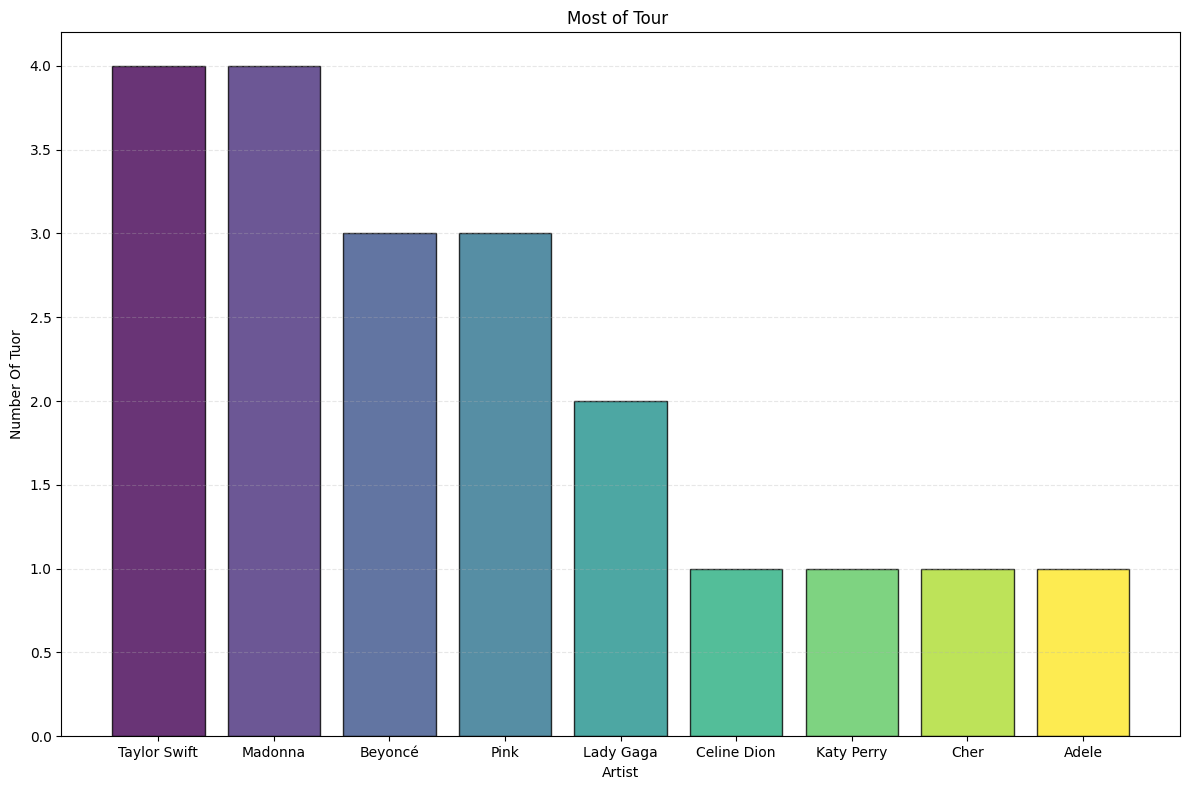 Most of Tour
4.0
3.5
3.0
2.5
2.0
1.5
1.0
0.5
0.0
Number Of Tuor
Taylor Swift Madonna Beyoncé Pink Lady Gaga Celine Dion Katy Perry Cher Adele
Artist